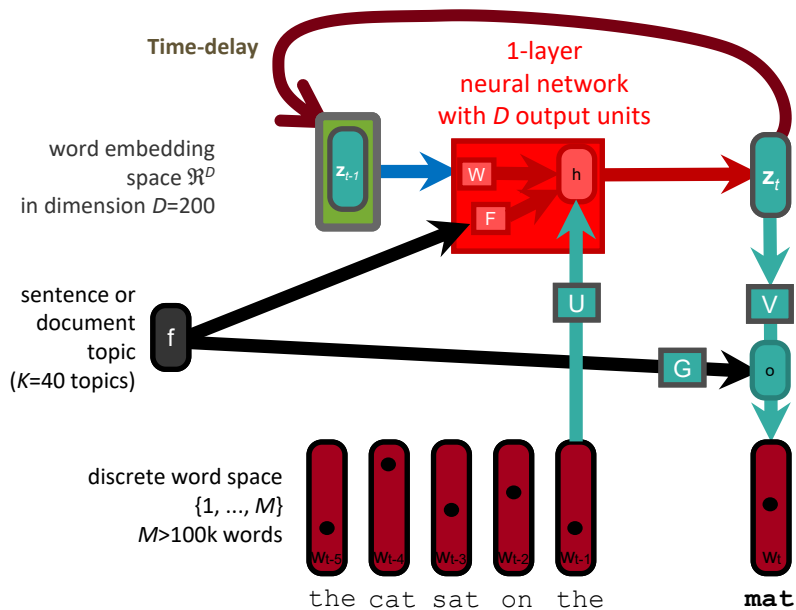 Time-delay
1-layer
neural network
with D output units
word embedding
space ℜᴰ
in dimension D=200
z_{t-1}
W
h
F
z_t
sentence or
document
topic
(K=40 topics)
f
U
V
G
o
discrete word space
{1, ..., M}
M>100k words
W_{t-5} W_{t-4} W_{t-3} W_{t-2} W_{t-1} W_t
the cat sat on the mat